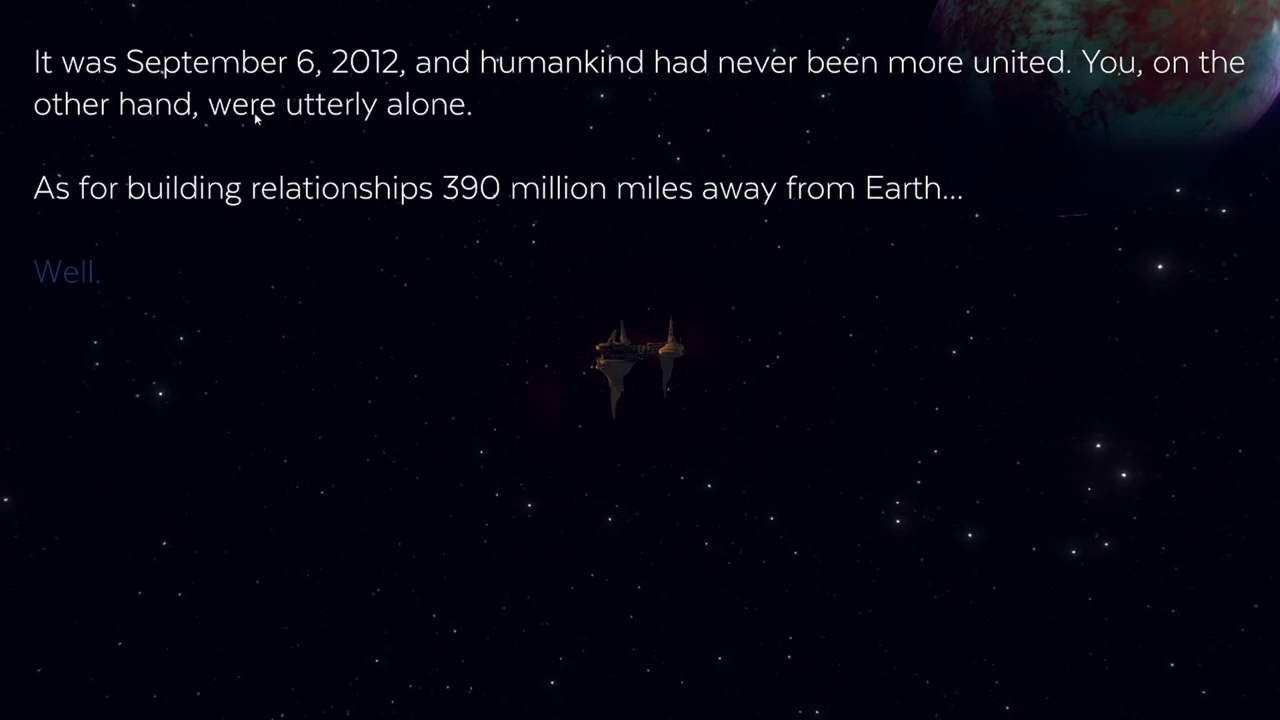 It was September 6, 2012, and humankind had never been more united. You, on the
other hand, were utterly alone.
As for building relationships 390 million miles away from Earth...
Well.